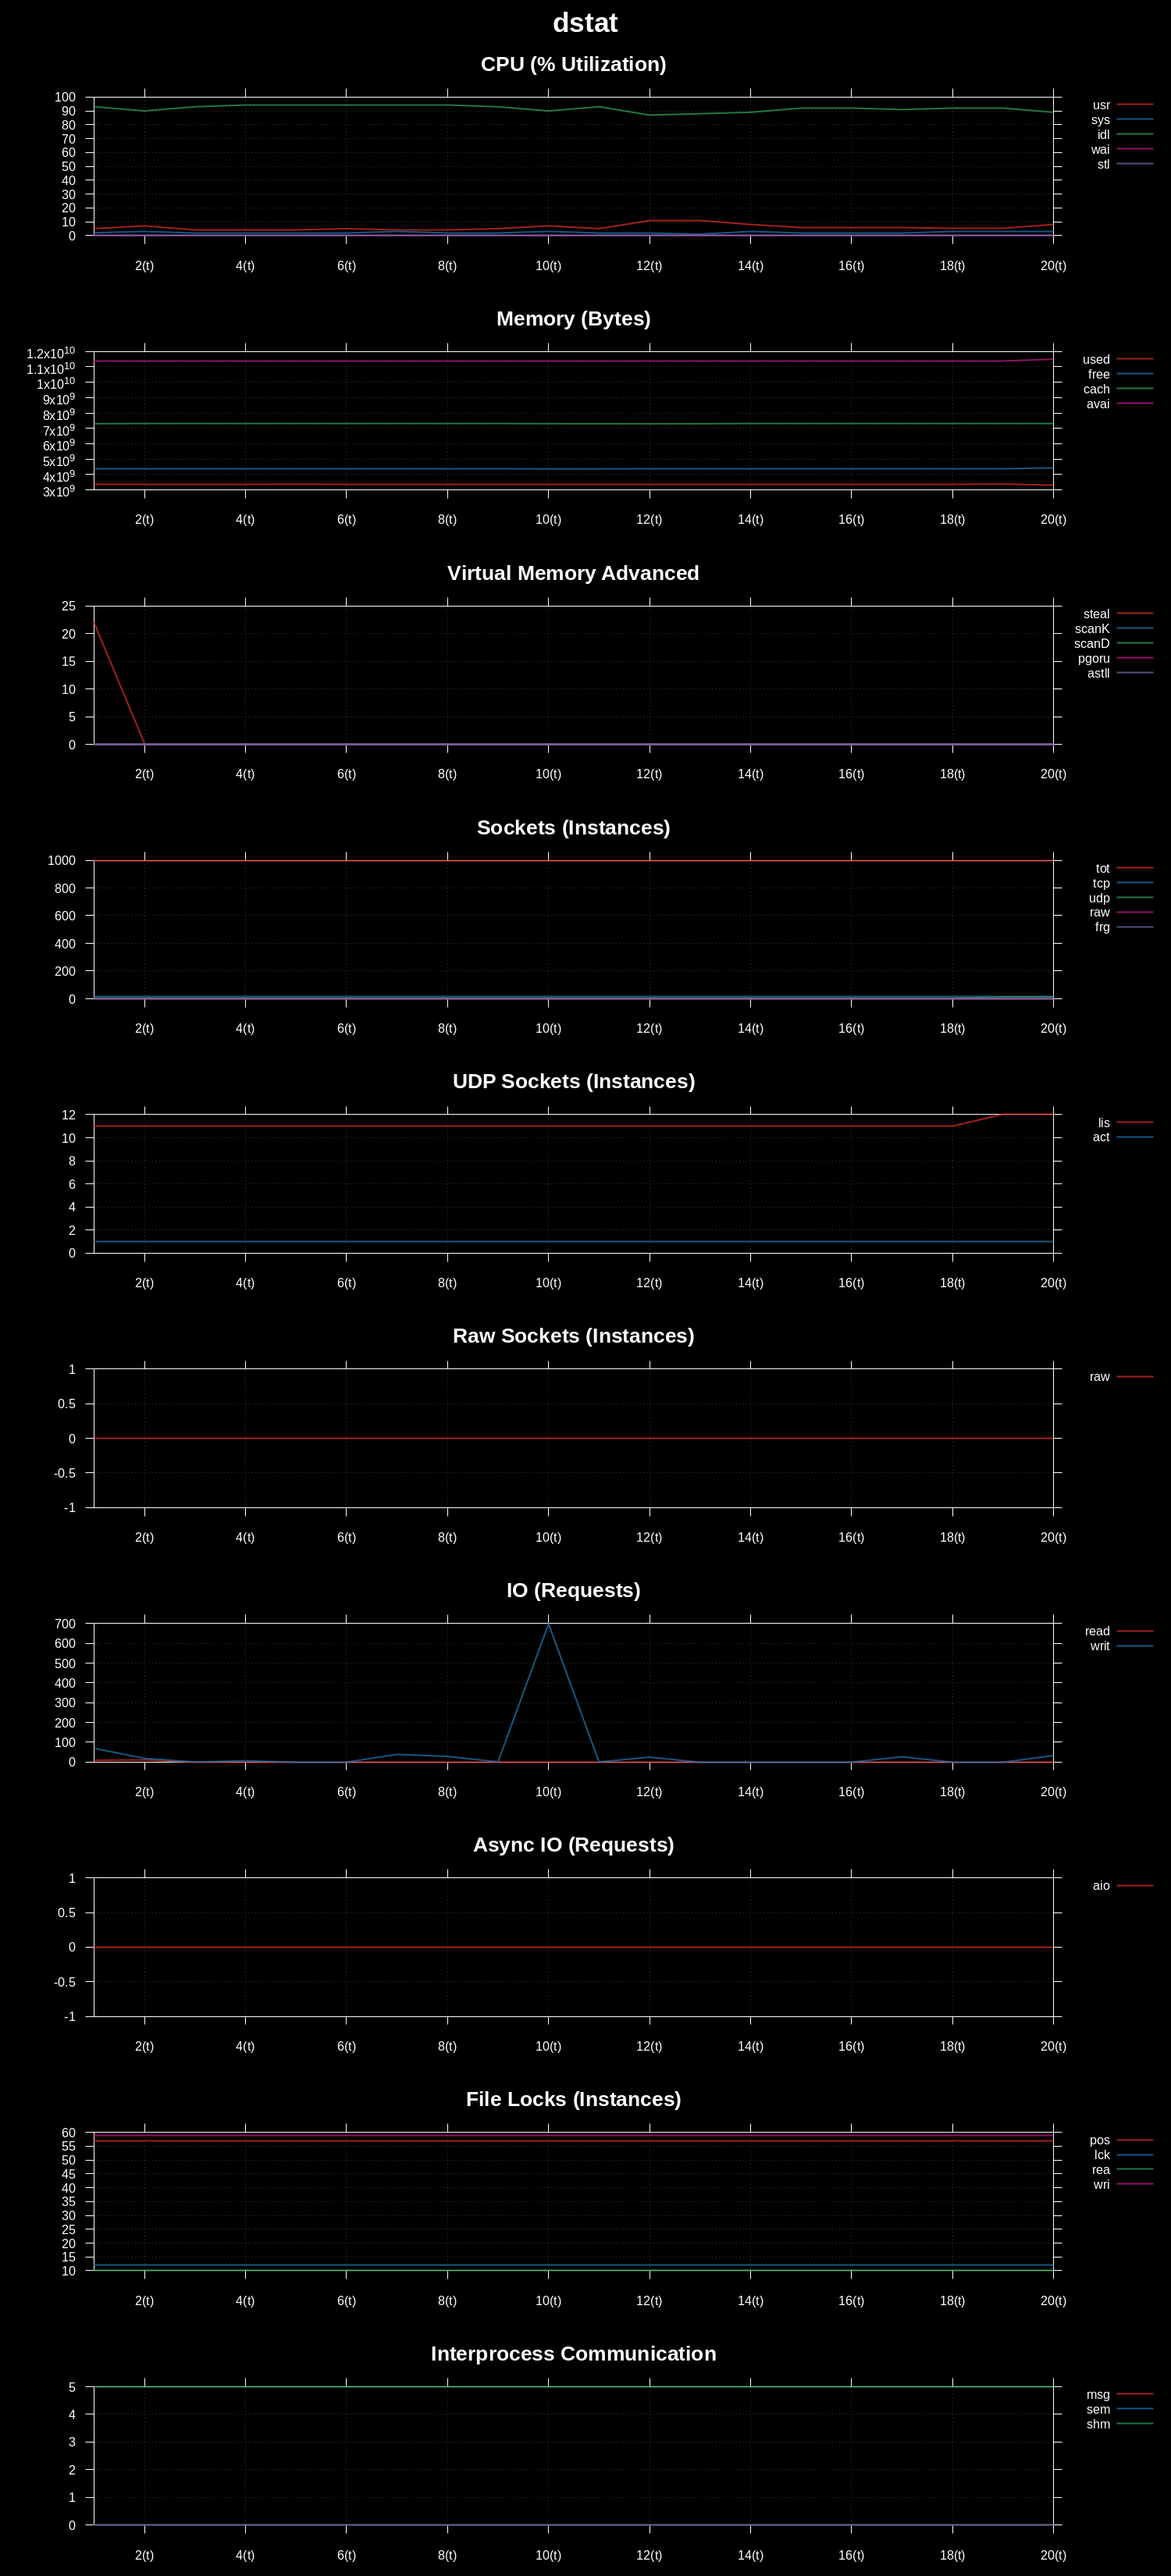 dstat
CPU (% Utilization)
100
90
80
70
60
50
40
30
20
10
0
2(t) 4(t) 6(t) 8(t) 10(t) 12(t) 14(t) 16(t) 18(t) 20(t)
usr
sys
idl
wai
stl
Memory (Bytes)
1.2x10^10
1.1x10^10
1x10^10
9x10^9
8x10^9
7x10^9
6x10^9
5x10^9
4x10^9
3x10^9
2(t) 4(t) 6(t) 8(t) 10(t) 12(t) 14(t) 16(t) 18(t) 20(t)
used
free
cach
avai
Virtual Memory Advanced
25
20
15
10
5
0
2(t) 4(t) 6(t) 8(t) 10(t) 12(t) 14(t) 16(t) 18(t) 20(t)
steal
scanK
scanD
pgoru
astll
Sockets (Instances)
1000
800
600
400
200
0
2(t) 4(t) 6(t) 8(t) 10(t) 12(t) 14(t) 16(t) 18(t) 20(t)
tot
tcp
udp
raw
frg
UDP Sockets (Instances)
12
10
8
6
4
2
0
2(t) 4(t) 6(t) 8(t) 10(t) 12(t) 14(t) 16(t) 18(t) 20(t)
lis
act
Raw Sockets (Instances)
1
0.5
0
-0.5
-1
2(t) 4(t) 6(t) 8(t) 10(t) 12(t) 14(t) 16(t) 18(t) 20(t)
raw
IO (Requests)
700
600
500
400
300
200
100
0
2(t) 4(t) 6(t) 8(t) 10(t) 12(t) 14(t) 16(t) 18(t) 20(t)
read
writ
Async IO (Requests)
1
0.5
0
-0.5
-1
2(t) 4(t) 6(t) 8(t) 10(t) 12(t) 14(t) 16(t) 18(t) 20(t)
aio
File Locks (Instances)
60
55
50
45
40
35
30
25
20
15
10
2(t) 4(t) 6(t) 8(t) 10(t) 12(t) 14(t) 16(t) 18(t) 20(t)
pos
lck
rea
wri
Interprocess Communication
5
4
3
2
1
0
2(t) 4(t) 6(t) 8(t) 10(t) 12(t) 14(t) 16(t) 18(t) 20(t)
msg
sem
shm